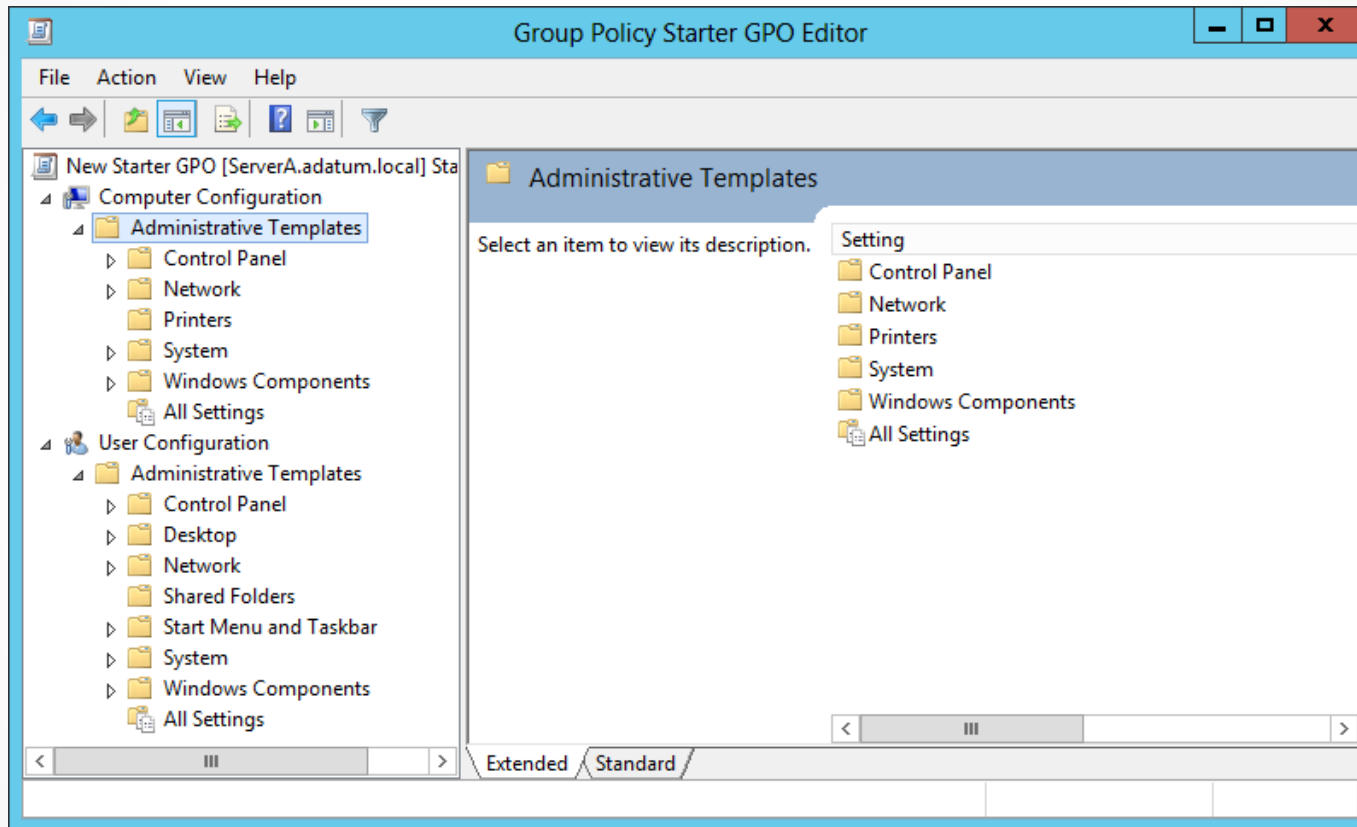 Group Policy Starter GPO Editor
File Action View Help
New Starter GPO [ServerA.adatum.local] Sta
Computer Configuration
Administrative Templates
Control Panel
Network
Printers
System
Windows Components
All Settings
User Configuration
Administrative Templates
Control Panel
Desktop
Network
Shared Folders
Start Menu and Taskbar
System
Windows Components
All Settings
Administrative Templates
Select an item to view its description.
Setting
Control Panel
Network
Printers
System
Windows Components
All Settings
Extended Standard